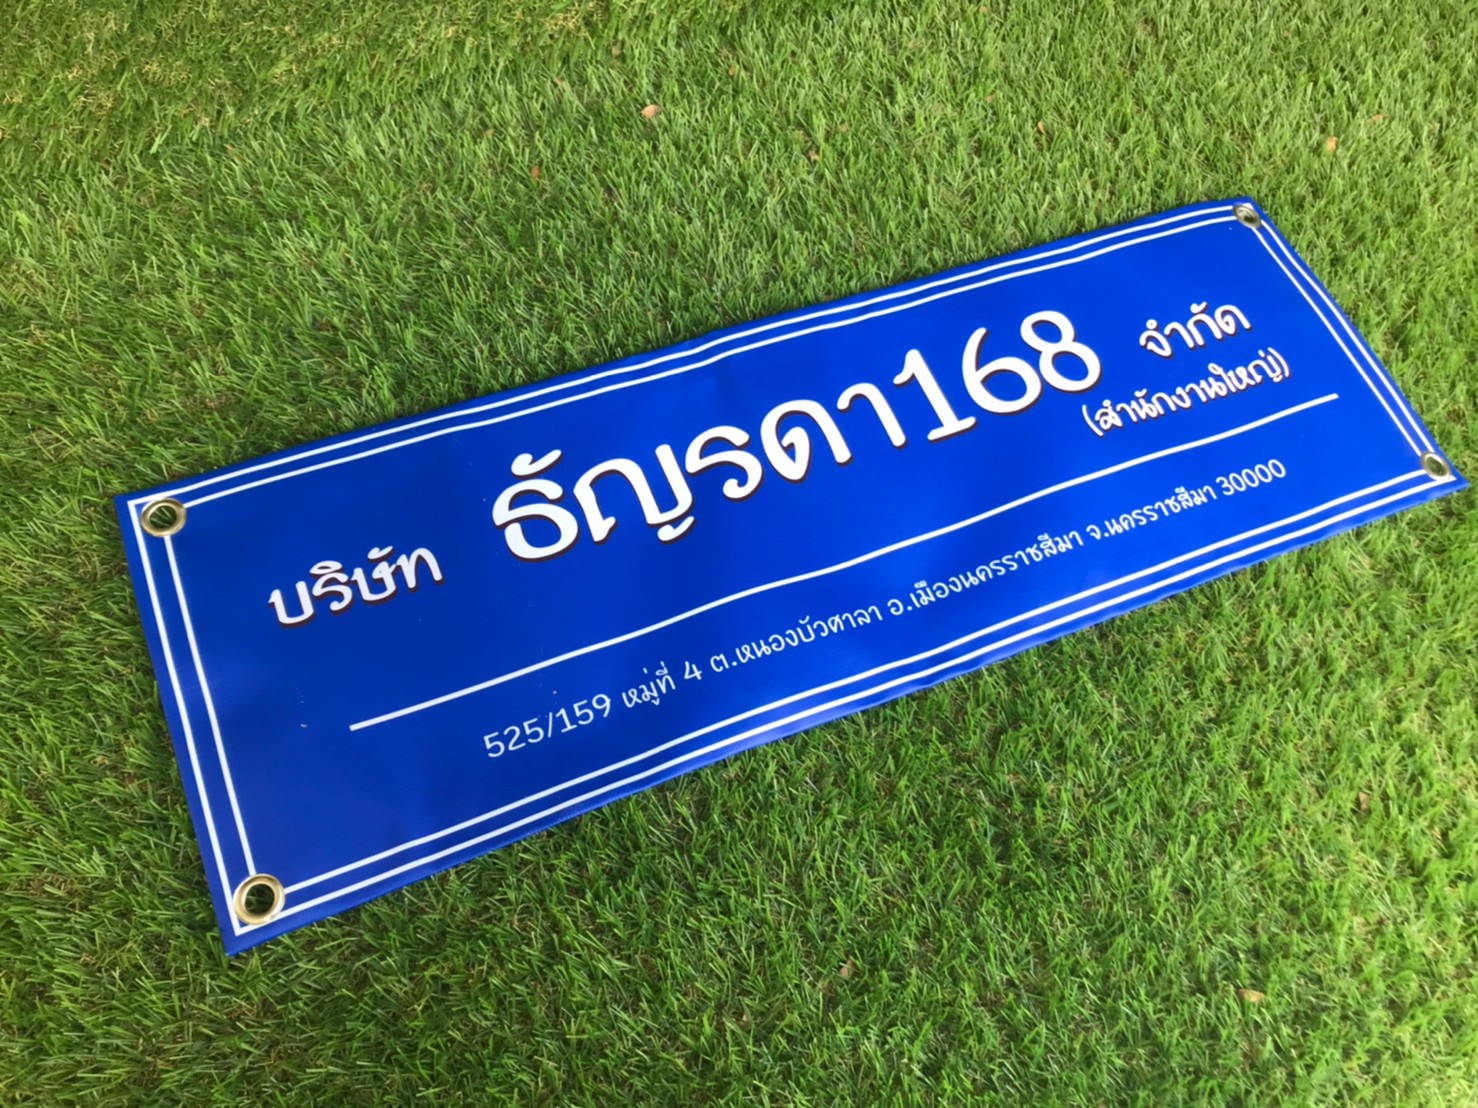 บริษัท ธัญรดา168 จำกัด
(สำนักงานใหญ่)
525/159 หมู่ที่ 4 ต.หนองบัวศาลา อ.เมืองนครราชสีมา จ.นครราชสีมา 30000